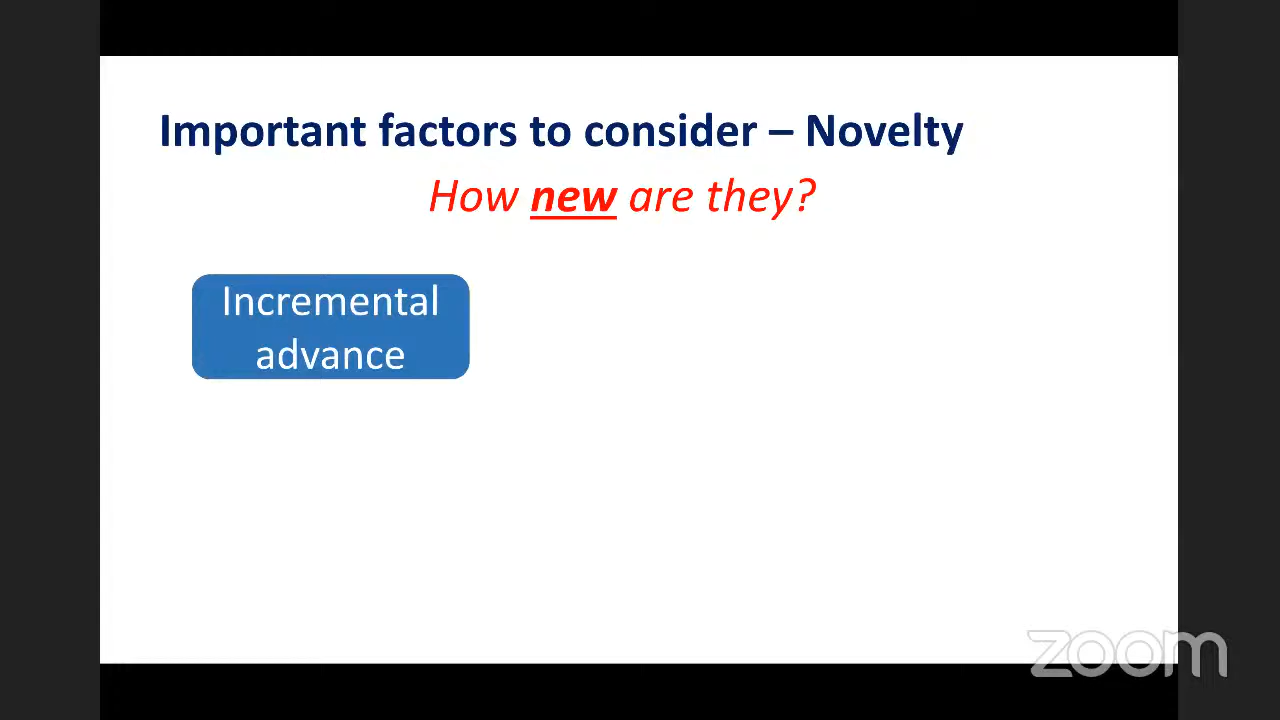 Important factors to consider – Novelty
How new are they?
Incremental
advance
zoom